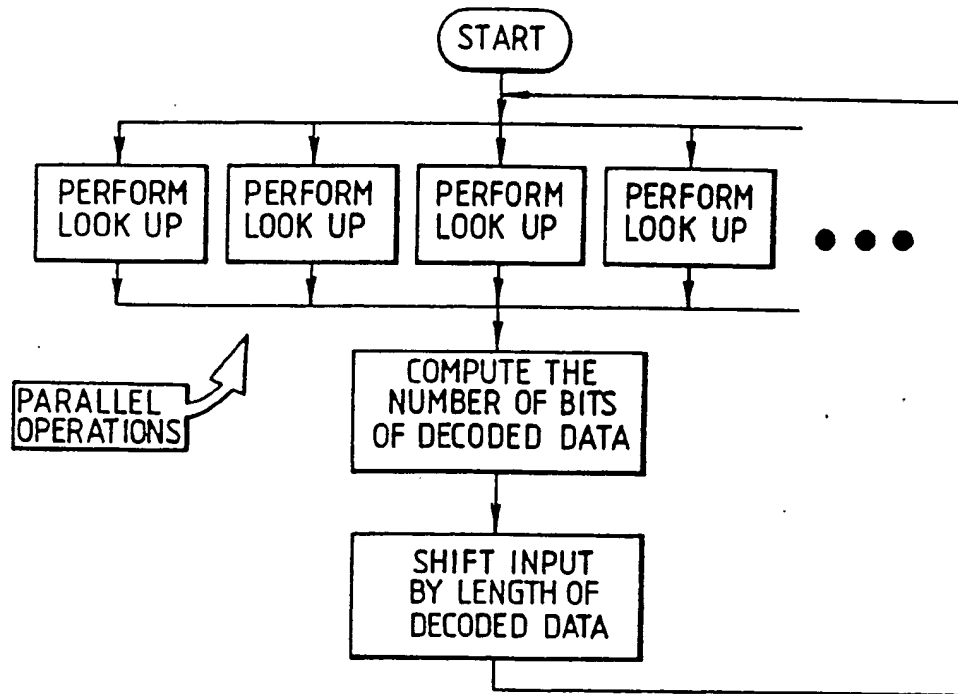 START
PERFORM
LOOK UP
PERFORM
LOOK UP
PERFORM
LOOK UP
PERFORM
LOOK UP
PARALLEL
OPERATIONS
COMPUTE THE
NUMBER OF BITS
OF DECODED DATA
SHIFT INPUT
BY LENGTH OF
DECODED DATA